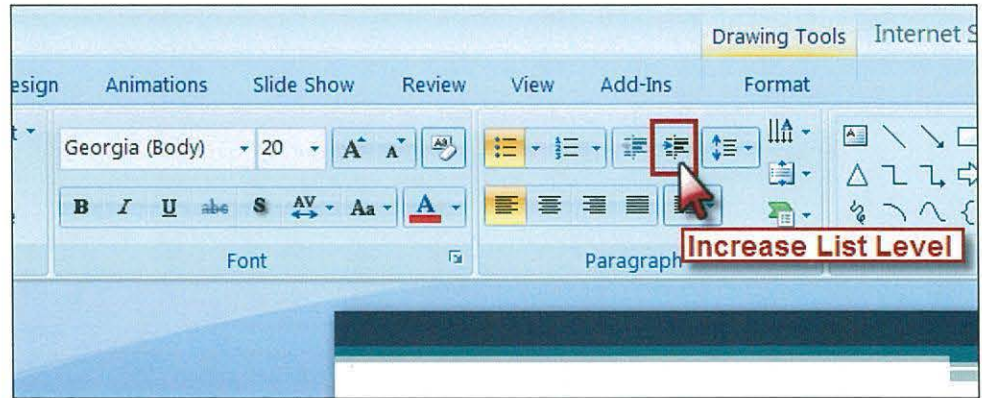 Drawing Tools Internet S
esign Animations Slide Show Review View Add-Ins Format
Georgia (Body) 20 A A Aa
B I U abc S AV Aa A
Increase List Level
Font Paragraph